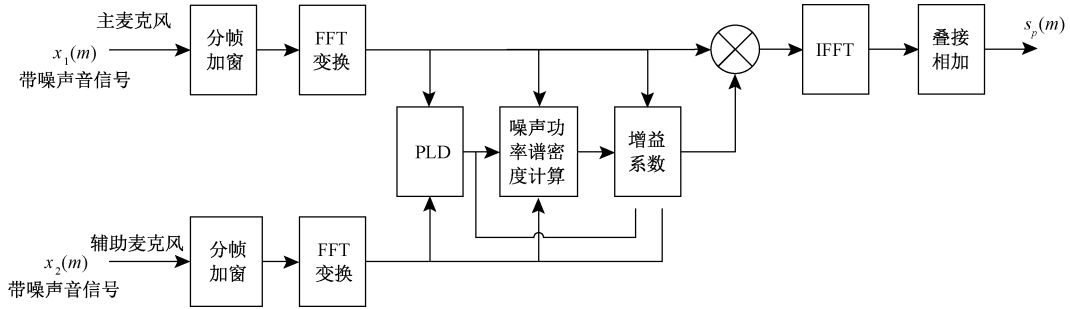 主麦克风
x₁(m)
带噪声音信号
分帧
加窗
FFT
变换
PLD
噪声功
率谱密
度计算
增益
系数
IFFT
叠接
相加
sₚ(m)
辅助麦克风
x₂(m)
带噪声音信号
分帧
加窗
FFT
变换